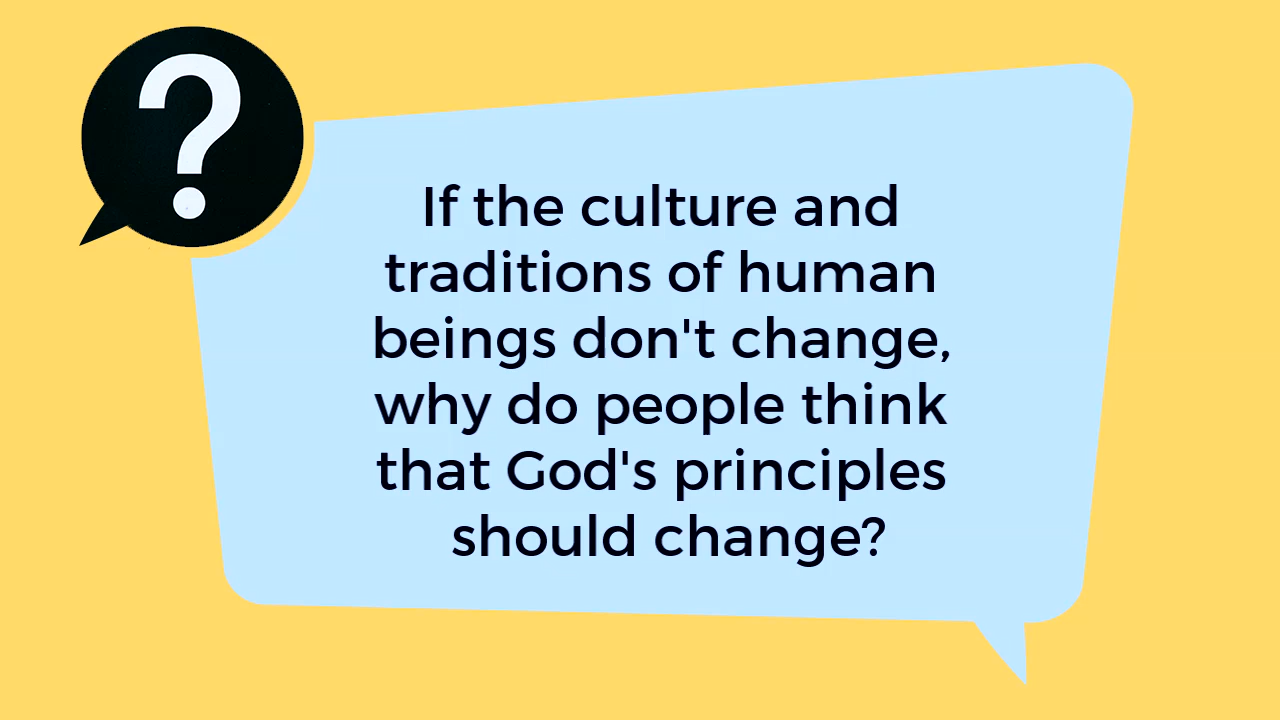 ?
If the culture and
traditions of human
beings don't change,
why do people think
that God's principles
should change?